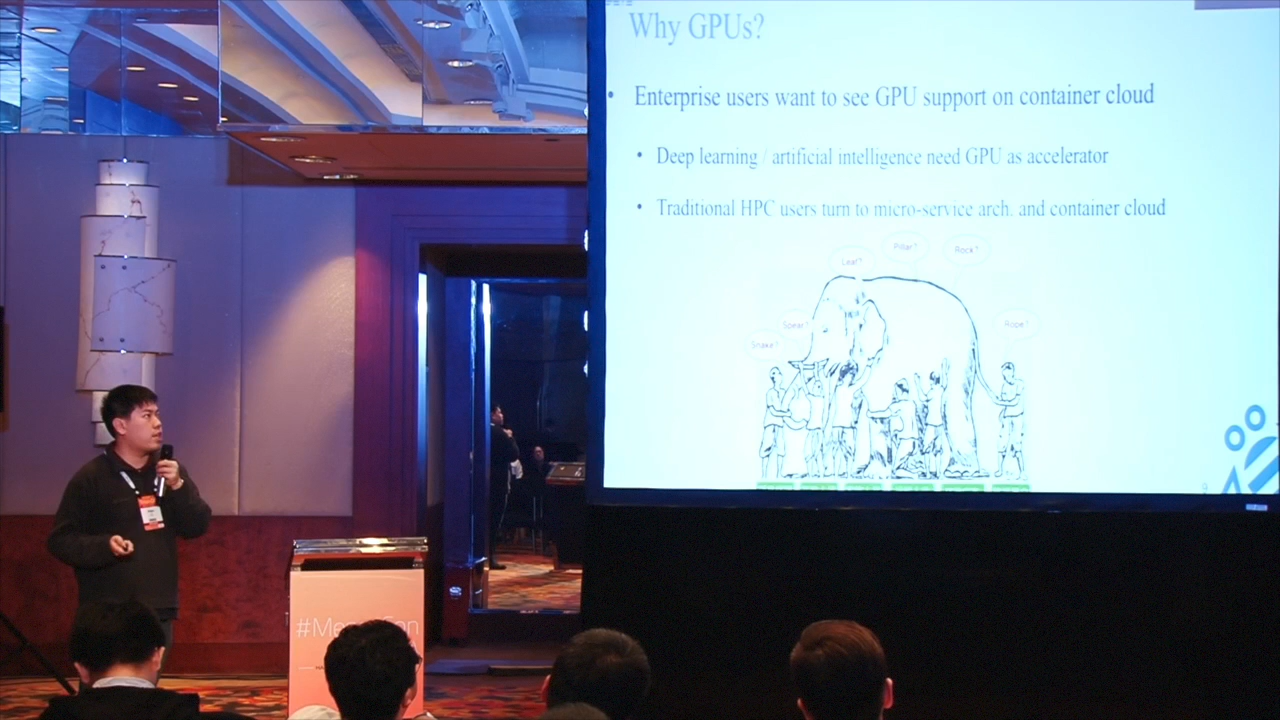 Why GPUs?
• Enterprise users want to see GPU support on container cloud
• Deep learning / artificial intelligence need GPU as accelerator
• Traditional HPC users turn to micro-service arch. and container cloud
Leaf?
Pillar?
Rock?
Spear?
Rope?
Snake?